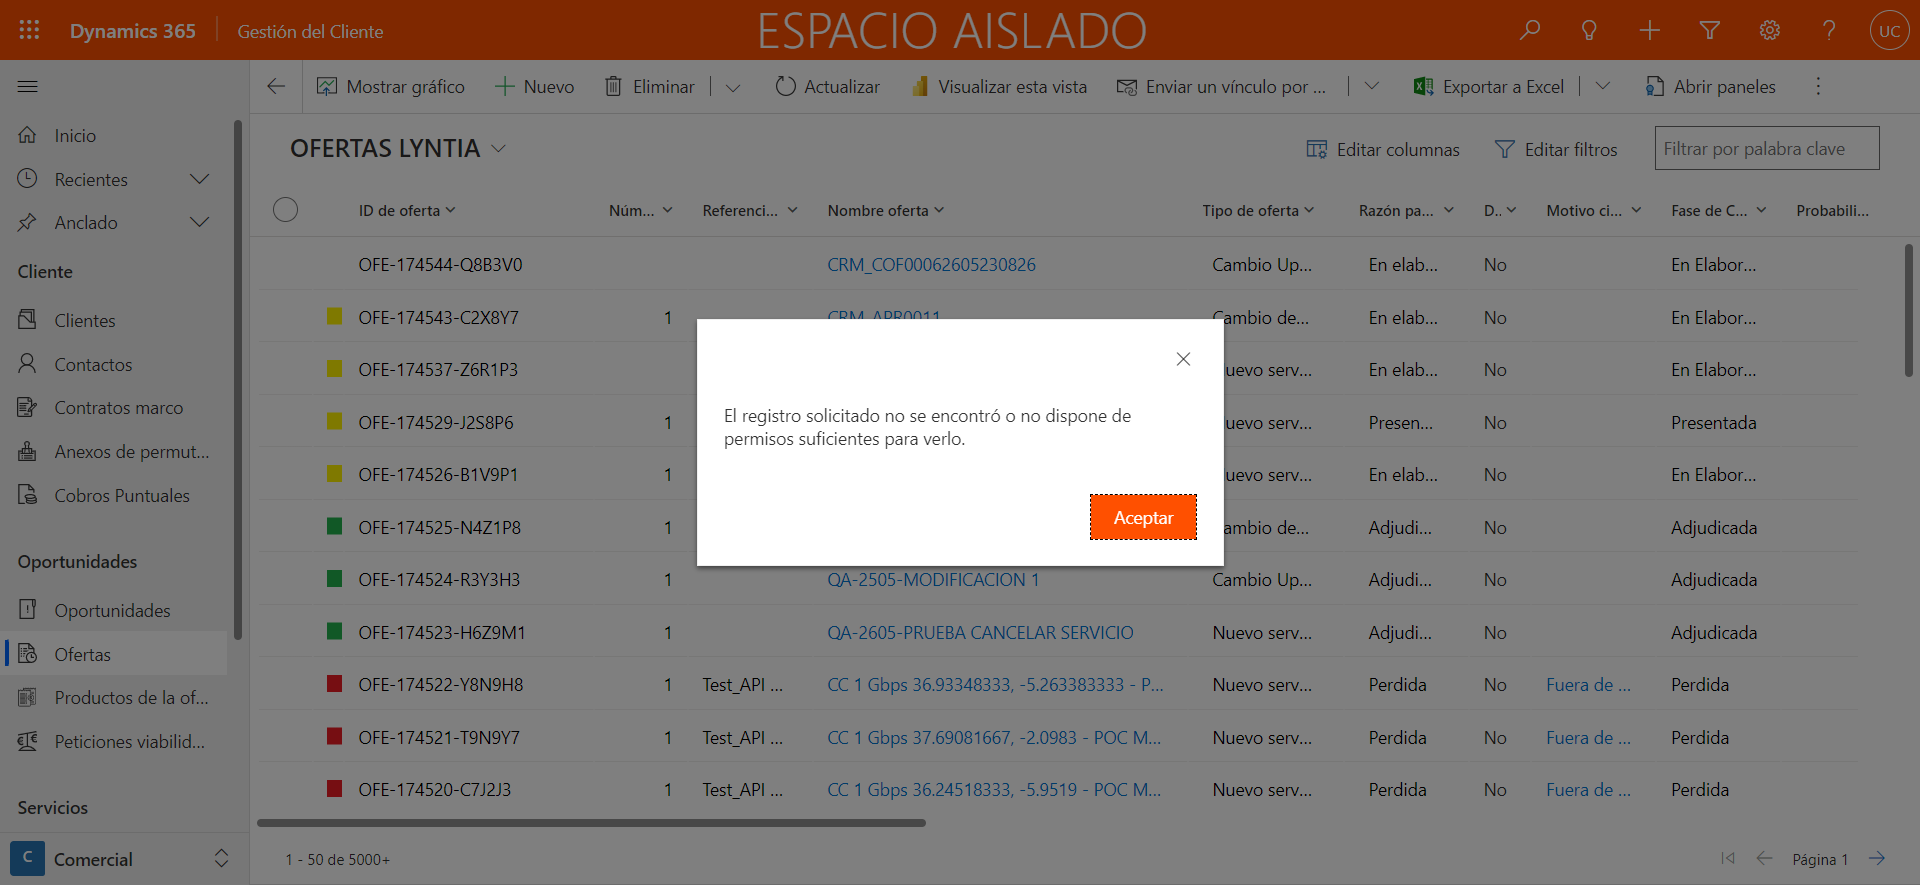 Dynamics 365
Gestión del Cliente
ESPACIO AISLADO
UC
Mostrar gráfico
Nuevo
Eliminar
Actualizar
Visualizar esta vista
Enviar un vínculo por ...
Exportar a Excel
Abrir paneles
Inicio
Recientes
Anclado
Cliente
Clientes
Contactos
Contratos marco
Anexos de permut...
Cobros Puntuales
Oportunidades
Oportunidades
Ofertas
Productos de la of...
Peticiones viabilid...
Servicios
C Comercial
OFERTAS LYNTIA
Editar columnas
Editar filtros
Filtrar por palabra clave
ID de oferta Núm... Referenci... Nombre oferta Tipo de oferta Razón pa... D.. Motivo ci... Fase de C... Probabili...
OFE-174544-Q8B3V0 CRM_COF00062605230826 Cambio Up... En elab... No En Elabor...
OFE-174543-C2X8Y7 1 CRM_APR0011 Cambio de... En elab... No En Elabor...
OFE-174537-Z6R1P3 uevo serv... En elab... No En Elabor...
OFE-174529-J2S8P6 1 uevo serv... Presen... No Presentada
OFE-174526-B1V9P1 1 uevo serv... En elab... No En Elabor...
OFE-174525-N4Z1P8 1 ambio de... Adjudi... No Adjudicada
OFE-174524-R3Y3H3 1 QA-2505-MODIFICACION 1 Cambio Up... Adjudi... No Adjudicada
OFE-174523-H6Z9M1 1 QA-2605-PRUEBA CANCELAR SERVICIO Nuevo serv... Adjudi... No Adjudicada
OFE-174522-Y8N9H8 1 Test_API ... CC 1 Gbps 36.93348333, -5.263383333 - P... Nuevo serv... Perdida No Fuera de ... Perdida
OFE-174521-T9N9Y7 1 Test_API ... CC 1 Gbps 37.69081667, -2.0983 - POC M... Nuevo serv... Perdida No Fuera de ... Perdida
OFE-174520-C7J2J3 1 Test_API ... CC 1 Gbps 36.24518333, -5.9519 - POC M... Nuevo serv... Perdida No Fuera de ... Perdida
El registro solicitado no se encontró o no dispone de
permisos suficientes para verlo.
Aceptar
1 - 50 de 5000+
Página 1